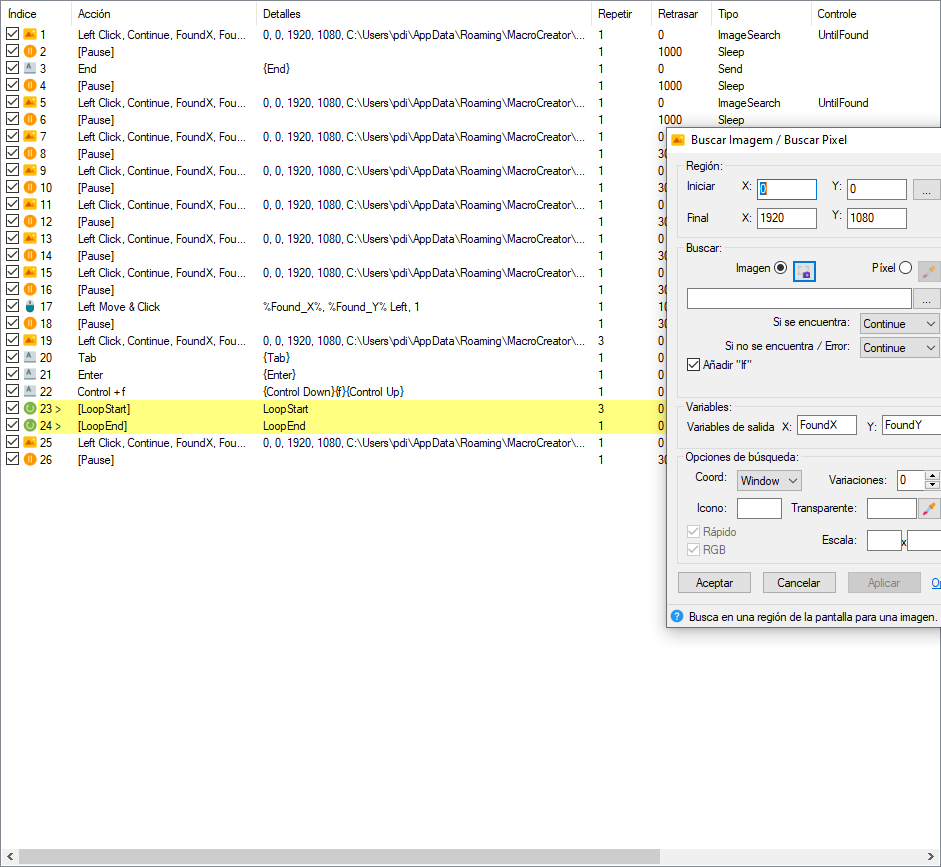 Índice Acción Detalles Repetir Retrasar Tipo Controle
1 Left Click, Continue, FoundX, Fou... 0, 0, 1920, 1080, C:\Users\pdi\AppData\Roaming\MacroCreator\... 1 0 ImageSearch UntilFound
2 [Pause] 1 1000 Sleep
3 End {End} 1 0 Send
4 [Pause] 1 1000 Sleep
5 Left Click, Continue, FoundX, Fou... 0, 0, 1920, 1080, C:\Users\pdi\AppData\Roaming\MacroCreator\... 1 0 ImageSearch UntilFound
6 [Pause] 1 1000 Sleep
7 Left Click, Continue, FoundX, Fou... 0, 0, 1920, 1080, C:\Users\pdi\AppData\Roaming\MacroCreator\... 1 0
8 [Pause] 1 30
9 Left Click, Continue, FoundX, Fou... 0, 0, 1920, 1080, C:\Users\pdi\AppData\Roaming\MacroCreator\... 1 0
10 [Pause] 1 30
11 Left Click, Continue, FoundX, Fou... 0, 0, 1920, 1080, C:\Users\pdi\AppData\Roaming\MacroCreator\... 1 0
12 [Pause] 1 30
13 Left Click, Continue, FoundX, Fou... 0, 0, 1920, 1080, C:\Users\pdi\AppData\Roaming\MacroCreator\... 1 0
14 [Pause] 1 30
15 Left Click, Continue, FoundX, Fou... 0, 0, 1920, 1080, C:\Users\pdi\AppData\Roaming\MacroCreator\... 1 0
16 [Pause] 1 30
17 Left Move & Click %Found_X%, %Found_Y% Left, 1 1 10
18 [Pause] 1 30
19 Left Click, Continue, FoundX, Fou... 0, 0, 1920, 1080, C:\Users\pdi\AppData\Roaming\MacroCreator\... 3 0
20 Tab {Tab} 1 0
21 Enter {Enter} 1 0
22 Control + f {Control Down}{f}{Control Up} 1 0
23 > [LoopStart] LoopStart 3 0
24 > [LoopEnd] LoopEnd 1 0
25 Left Click, Continue, FoundX, Fou... 0, 0, 1920, 1080, C:\Users\pdi\AppData\Roaming\MacroCreator\... 1 0
26 [Pause] 1 30
Buscar Imagem / Buscar Pixel
Región:
Iniciar X: 0 Y: 0 ...
Final X: 1920 Y: 1080
Buscar:
Imagen Píxel
...
Si se encuentra: Continue
Si no se encuentra / Error: Continue
Añadir "If"
Variables:
Variables de salida X: FoundX Y: FoundY
Opciones de búsqueda:
Coord: Window Variaciones: 0
Icono: Transparente:
Rápido
Escala: x
RGB
Aceptar Cancelar Aplicar Op
? Busca en una región de la pantalla para una imagen.